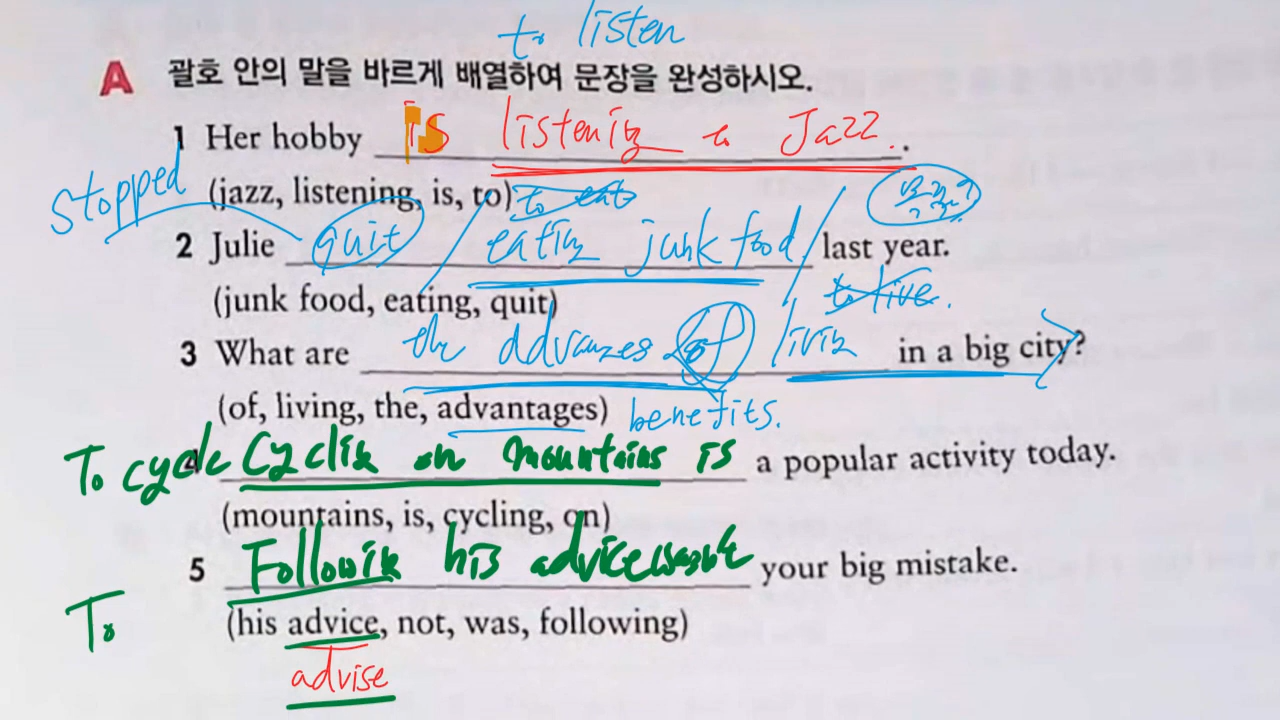 to listen
A 괄호 안의 말을 바르게 배열하여 문장을 완성하시오.
1 Her hobby is listening to Jazz.
(jazz, listening, is, to) to eat
stopped
2 Julie quit / eating junk food / last year.
(junk food, eating, quit) to live.
3 What are the advanzes of living in a big city?
(of, living, the, advantages) benefits.
To cycle
4 Cycling on mountains is a popular activity today.
(mountains, is, cycling, on)
5 Following his advice your big mistake.
To (his advice, not, was, following)
advise